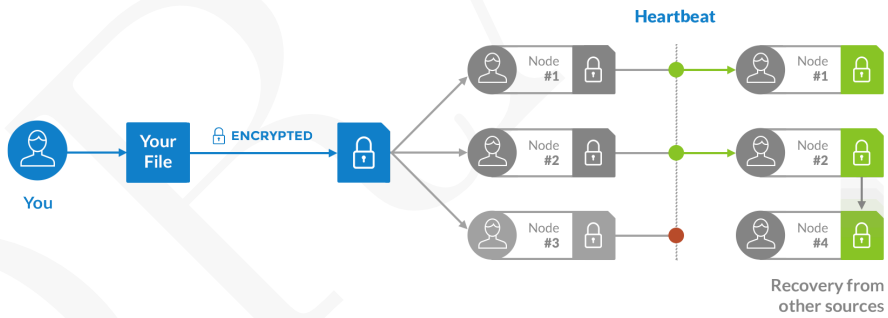 Heartbeat
You
Your
File
ENCRYPTED
Node
#1
Node
#2
Node
#3
Node
#1
Node
#2
Node
#4
Recovery from
other sources